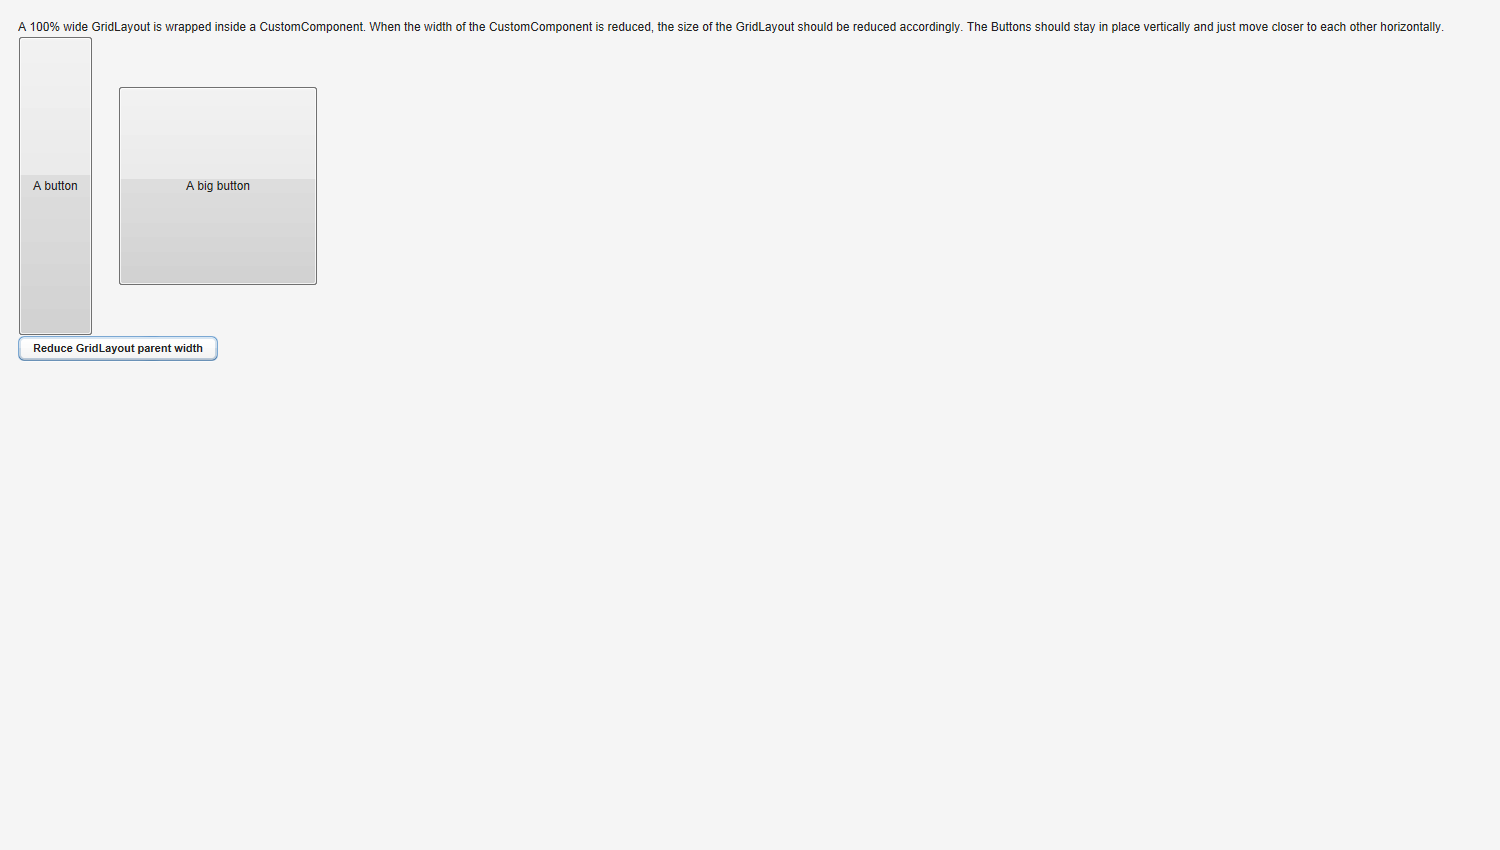 A 100% wide GridLayout is wrapped inside a CustomComponent. When the width of the CustomComponent is reduced, the size of the GridLayout should be reduced accordingly. The Buttons should stay in place vertically and just move closer to each other horizontally.
A button
A big button
Reduce GridLayout parent width